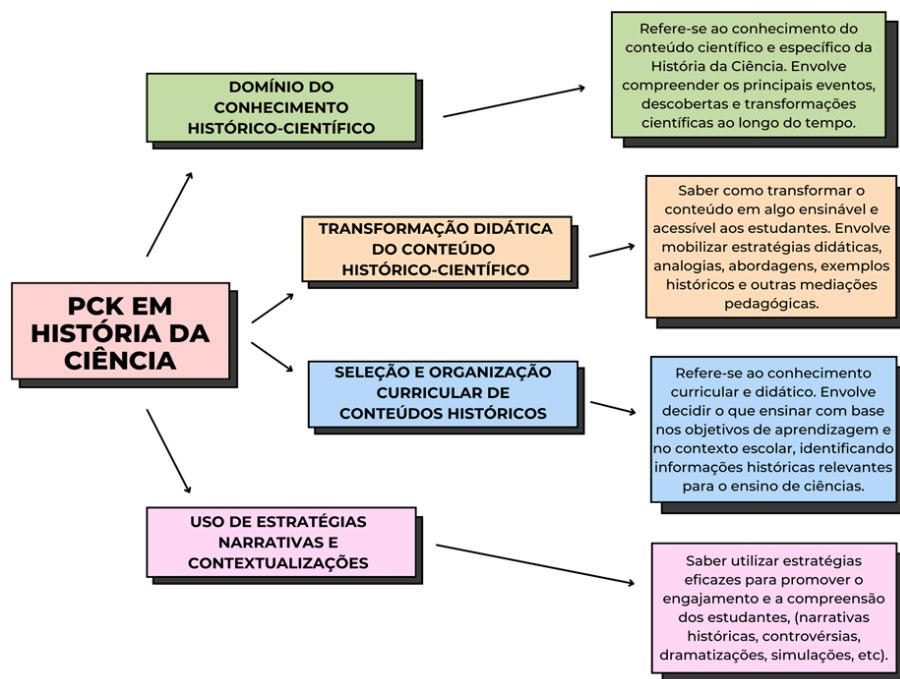 PCK EM
HISTÓRIA DA
CIÊNCIA
DOMÍNIO DO
CONHECIMENTO
HISTÓRICO-CIENTÍFICO
Refere-se ao conhecimento do
conteúdo científico e específico da
História da Ciência. Envolve
compreender os principais eventos,
descobertas e transformações
científicas ao longo do tempo.
TRANSFORMAÇÃO DIDÁTICA
DO CONTEÚDO
HISTÓRICO-CIENTÍFICO
Saber como transformar o
conteúdo em algo ensinável e
acessível aos estudantes. Envolve
mobilizar estratégias didáticas,
analogias, abordagens, exemplos
históricos e outras mediações
pedagógicas.
SELEÇÃO E ORGANIZAÇÃO
CURRICULAR DE
CONTEÚDOS HISTÓRICOS
Refere-se ao conhecimento
curricular e didático. Envolve
decidir o que ensinar com base
nos objetivos de aprendizagem e
no contexto escolar, identificando
informações históricas relevantes
para o ensino de ciências.
USO DE ESTRATÉGIAS
NARRATIVAS E
CONTEXTUALIZAÇÕES
Saber utilizar estratégias
eficazes para promover o
engajamento e a compreensão
dos estudantes, (narrativas
históricas, controvérsias,
dramatizações, simulações, etc).